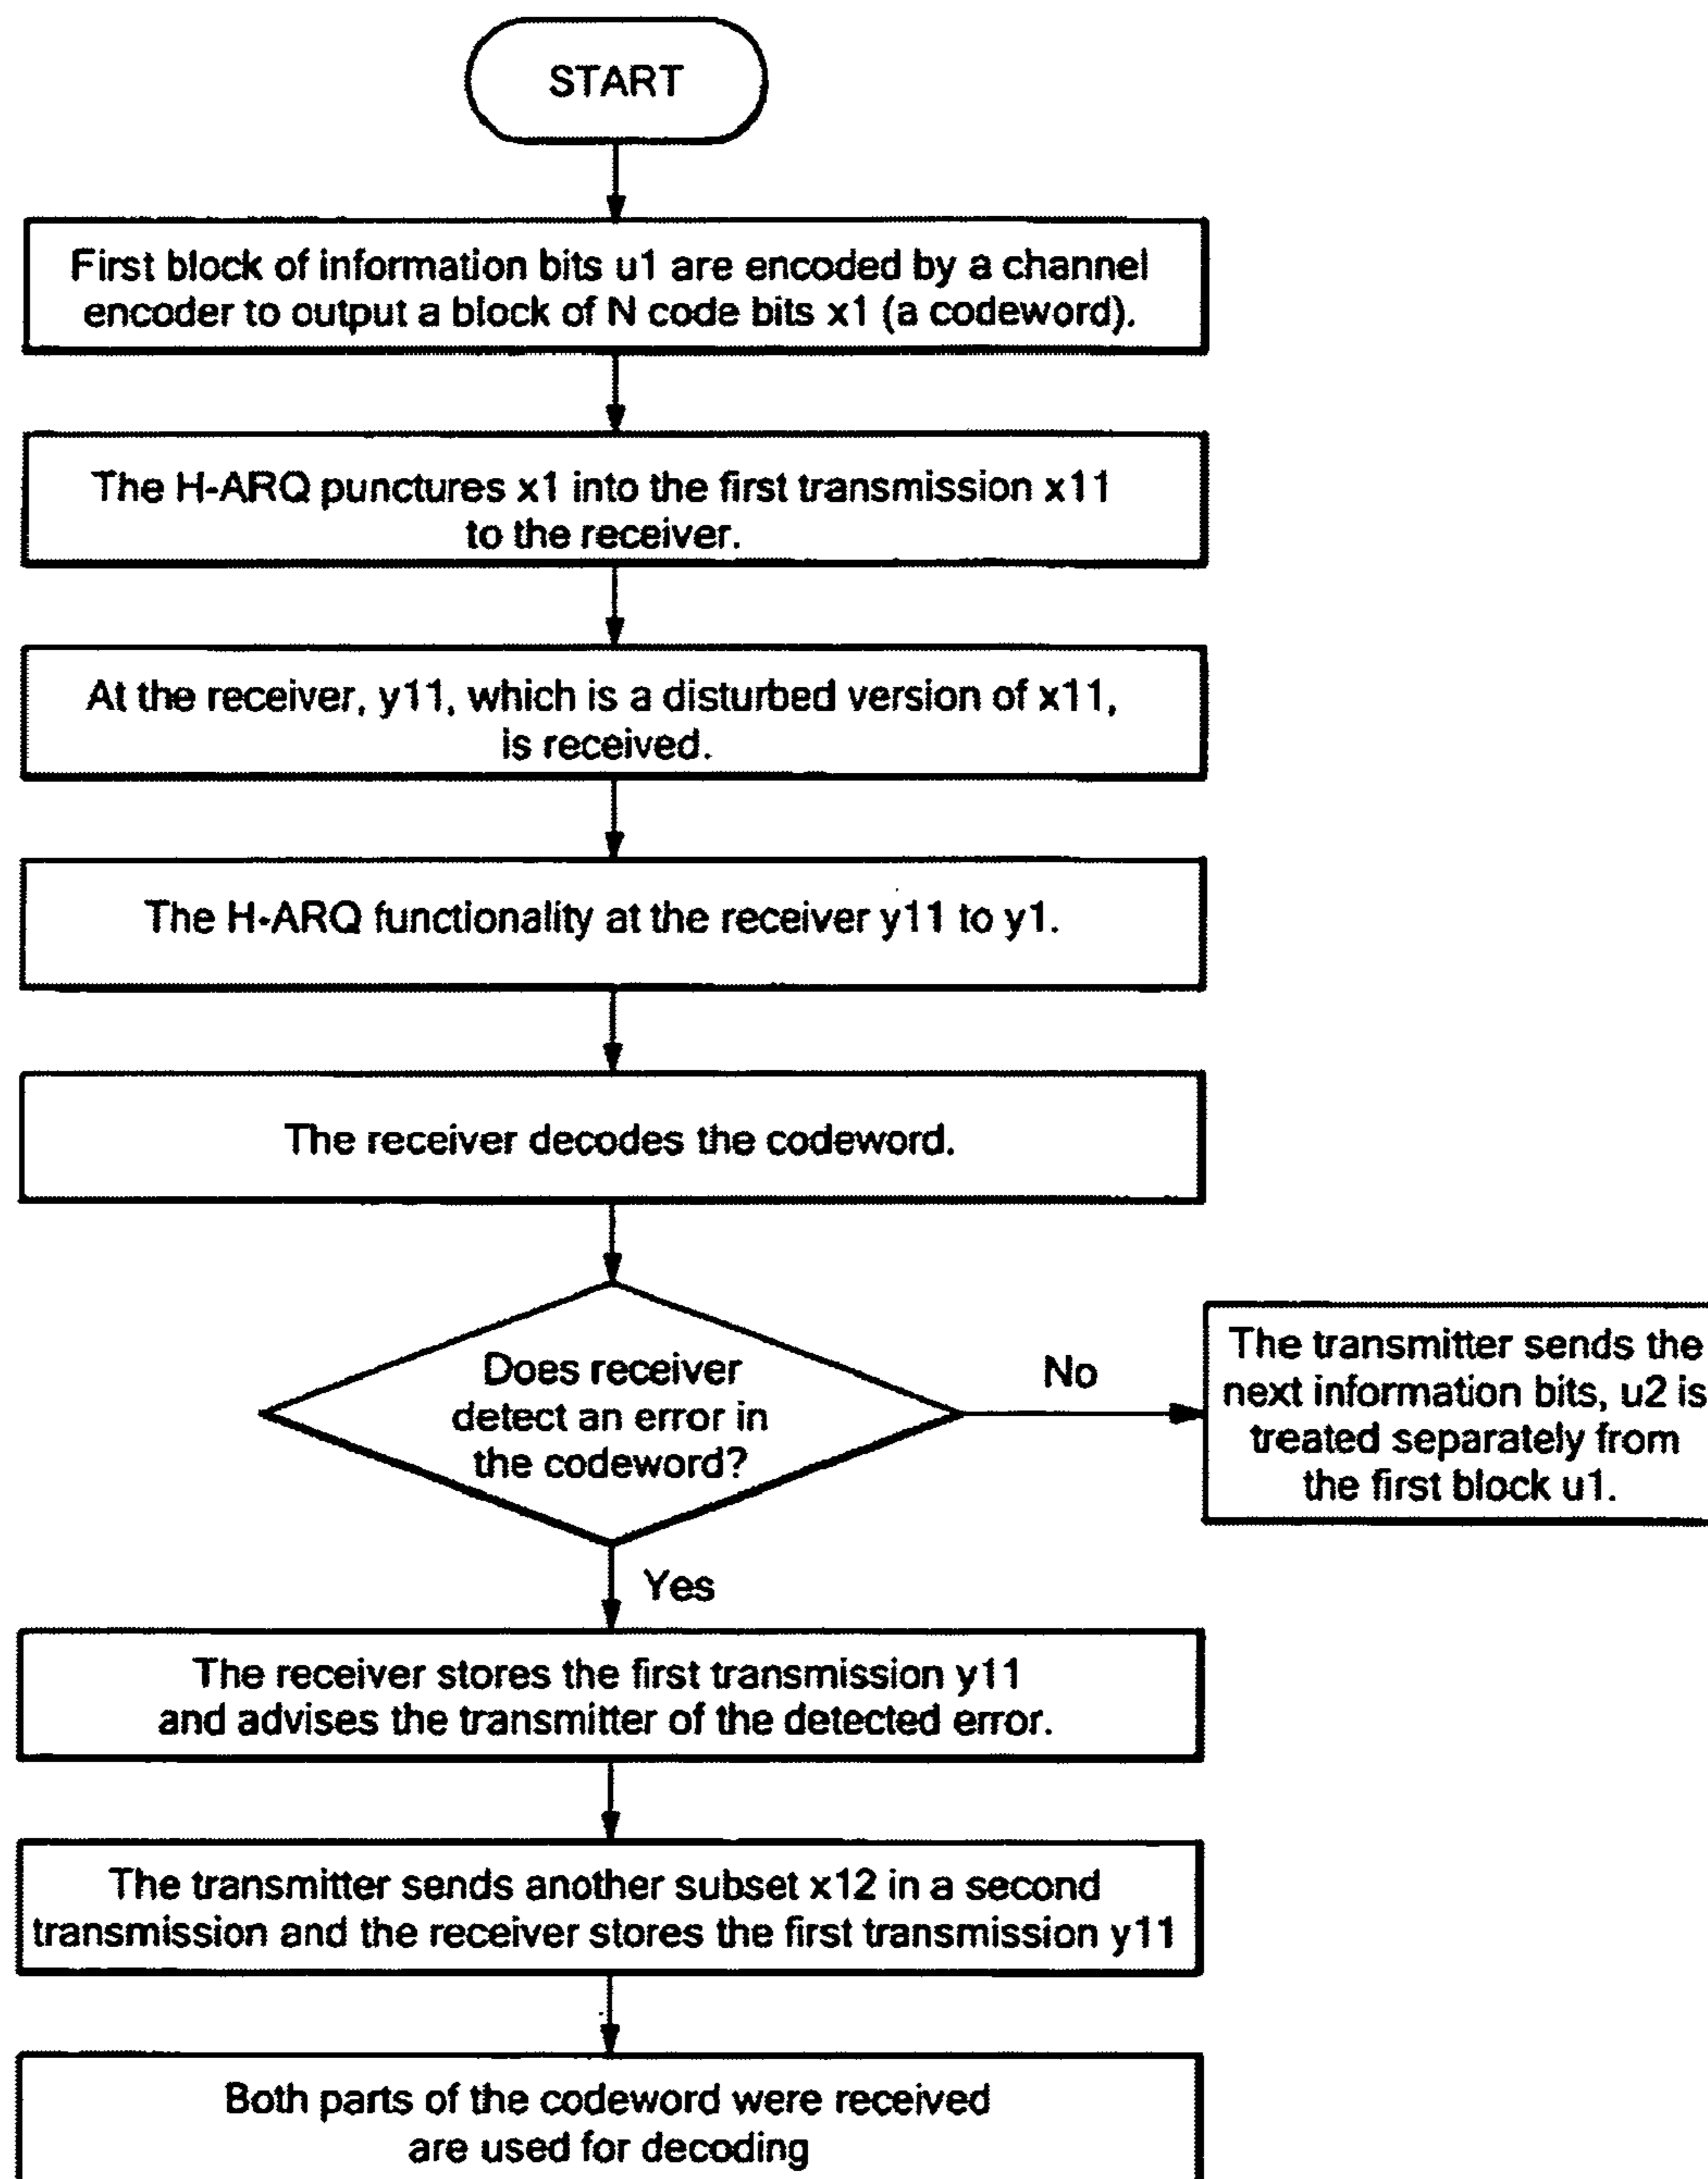 START
First block of information bits u1 are encoded by a channel
encoder to output a block of N code bits x1 (a codeword).
The H-ARQ punctures x1 into the first transmission x11
to the receiver.
At the receiver, y11, which is a disturbed version of x11,
is received.
The H-ARQ functionality at the receiver y11 to y1.
The receiver decodes the codeword.
Does receiver
detect an error in
the codeword?
No
The transmitter sends the
next information bits, u2 is
treated separately from
the first block u1.
Yes
The receiver stores the first transmission y11
and advises the transmitter of the detected error.
The transmitter sends another subset x12 in a second
transmission and the receiver stores the first transmission y11
Both parts of the codeword were received
are used for decoding